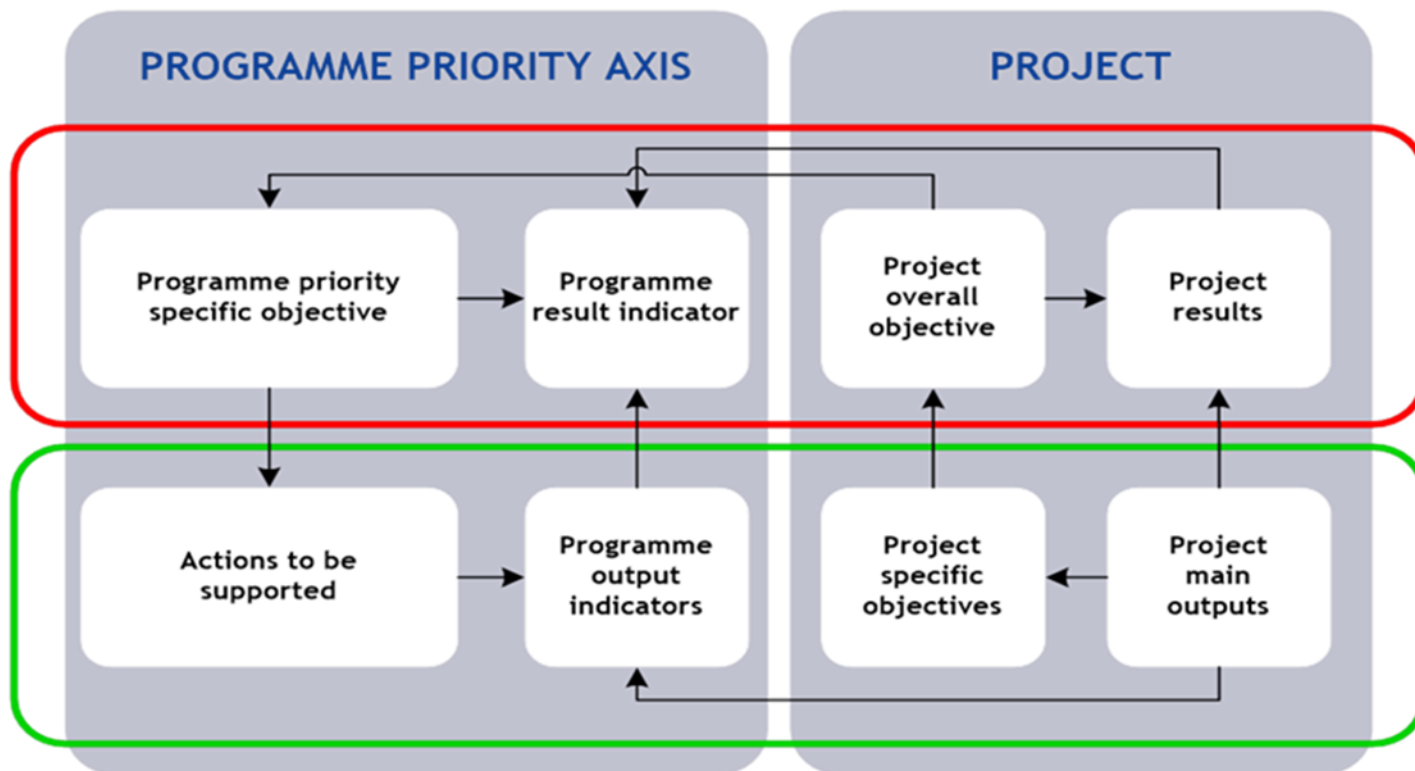 PROGRAMME PRIORITY AXIS
PROJECT
Programme priority
specific objective
Programme
result indicator
Project
overall
objective
Project
results
Actions to be
supported
Programme
output
indicators
Project
specific
objectives
Project
main
outputs